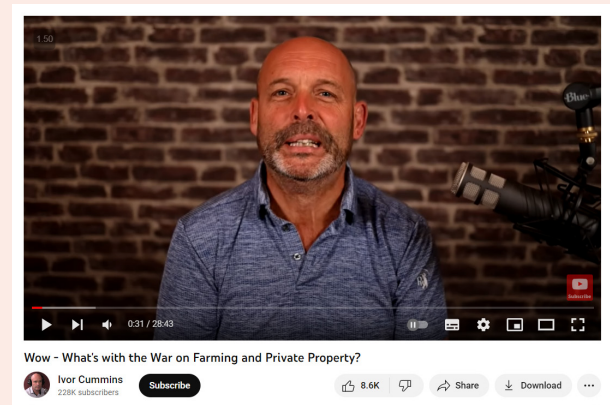 1.50
Blue
Subscribe
0:31 / 28:43
Wow - What's with the War on Farming and Private Property?
Ivor Cummins
228K subscribers
Subscribe
8.6K
Share
Download